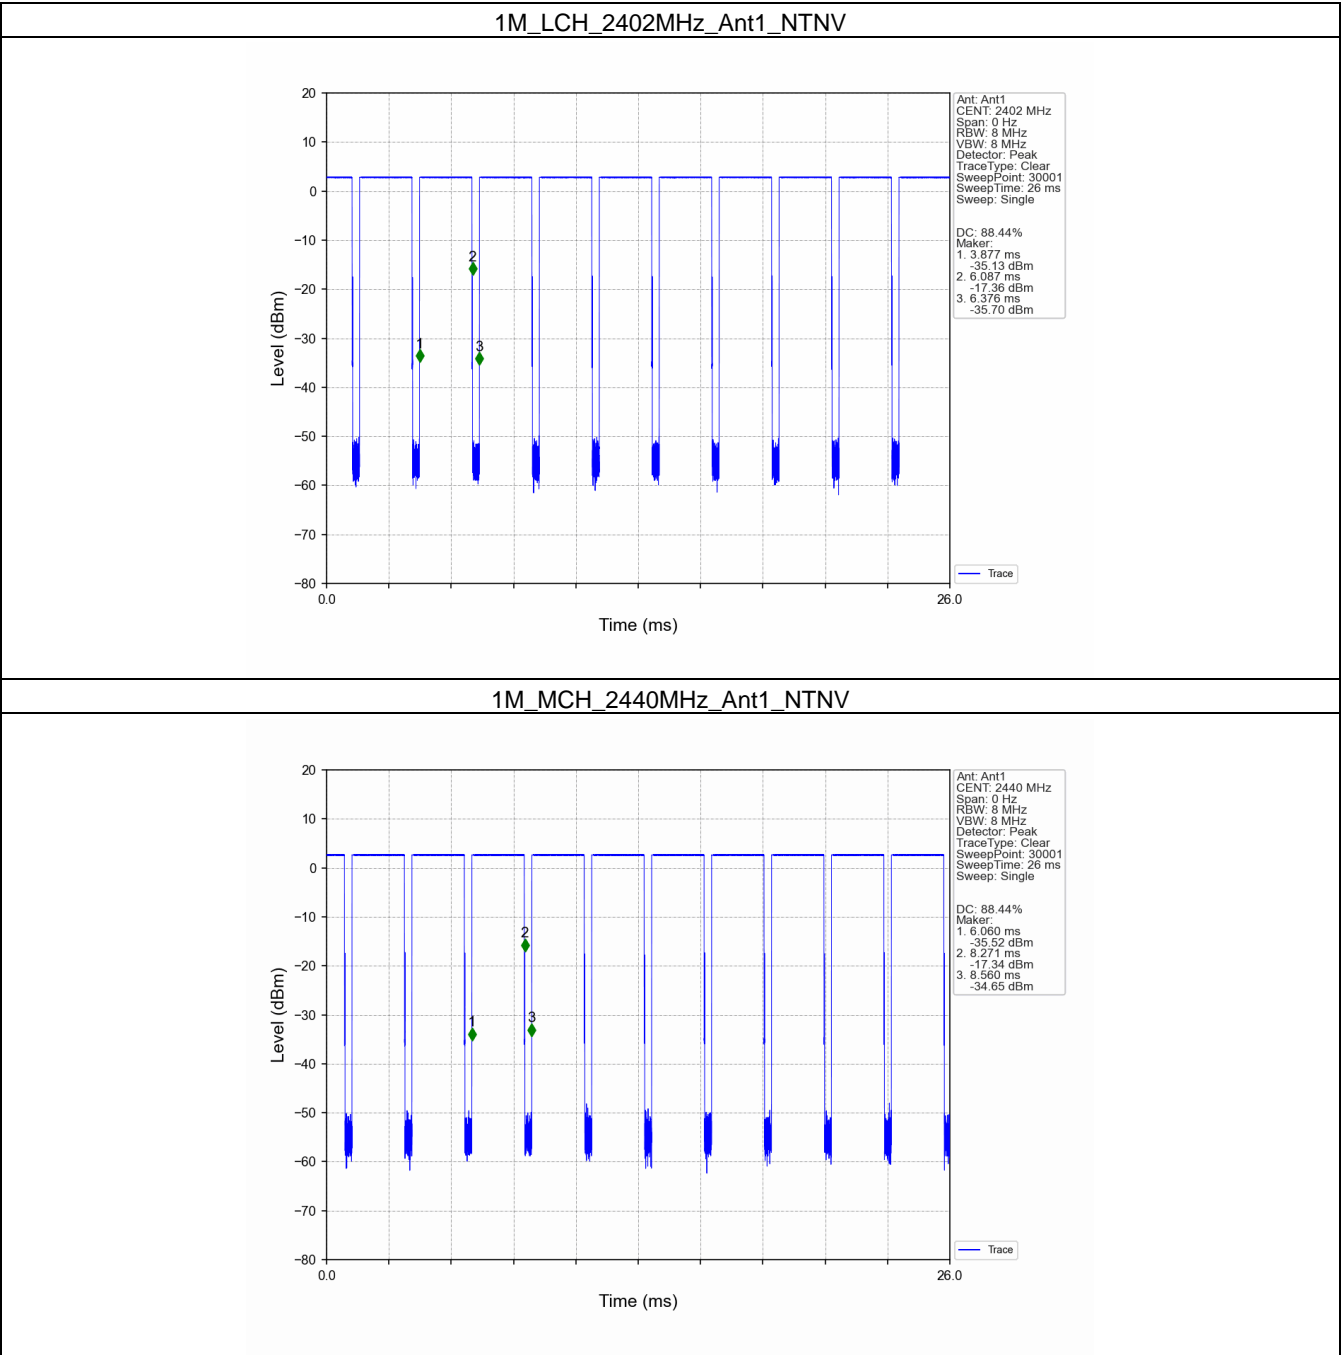 1M_LCH_2402MHz_Ant1_NTNV
20
10
0
−10
−20
−30
−40
−50
−60
−70
−80
Level (dBm)
1
2
3
0.0
26.0
Time (ms)
Ant: Ant1
CENT: 2402 MHz
Span: 0 Hz
RBW: 8 MHz
VBW: 8 MHz
Detector: Peak
TraceType: Clear
SweepPoint: 30001
SweepTime: 26 ms
Sweep: Single
DC: 88.44%
Maker:
1. 3.877 ms
-35.13 dBm
2. 6.087 ms
-17.36 dBm
3. 6.376 ms
-35.70 dBm
Trace
1M_MCH_2440MHz_Ant1_NTNV
20
10
0
−10
−20
−30
−40
−50
−60
−70
−80
Level (dBm)
1
2
3
0.0
26.0
Time (ms)
Ant: Ant1
CENT: 2440 MHz
Span: 0 Hz
RBW: 8 MHz
VBW: 8 MHz
Detector: Peak
TraceType: Clear
SweepPoint: 30001
SweepTime: 26 ms
Sweep: Single
DC: 88.44%
Maker:
1. 6.060 ms
-35.52 dBm
2. 8.271 ms
-17.34 dBm
3. 8.560 ms
-34.65 dBm
Trace